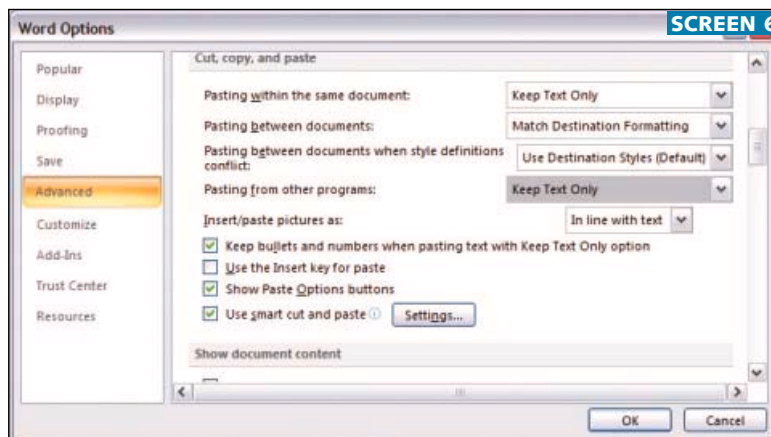 SCREEN 6
Word Options
Popular
Display
Proofing
Save
Advanced
Customize
Add-Ins
Trust Center
Resources
Cut, copy, and paste
Pasting within the same document: Keep Text Only
Pasting between documents: Match Destination Formatting
Pasting between documents when style definitions
conflict: Use Destination Styles (Default)
Pasting from other programs: Keep Text Only
Insert/paste pictures as: In line with text
Keep bullets and numbers when pasting text with Keep Text Only option
Use the Insert key for paste
Show Paste Options buttons
Use smart cut and paste Settings...
Show document content
OK Cancel